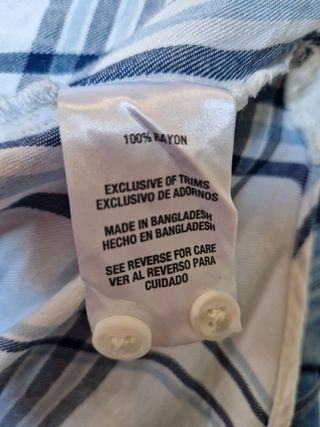 100% RAYON
EXCLUSIVE OF TRIMS
EXCLUSIVO DE ADORNOS
MADE IN BANGLADESH
HECHO EN BANGLADESH
SEE REVERSE FOR CARE
VER AL REVERSO PARA
CUIDADO